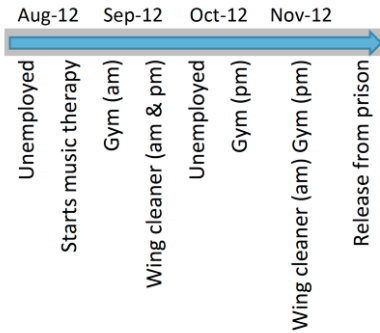 Aug-12 Sep-12 Oct-12 Nov-12
Unemployed
Starts music therapy
Gym (am)
Wing cleaner (am & pm)
Unemployed
Gym (pm)
Wing cleaner (am) Gym (pm)
Release from prison